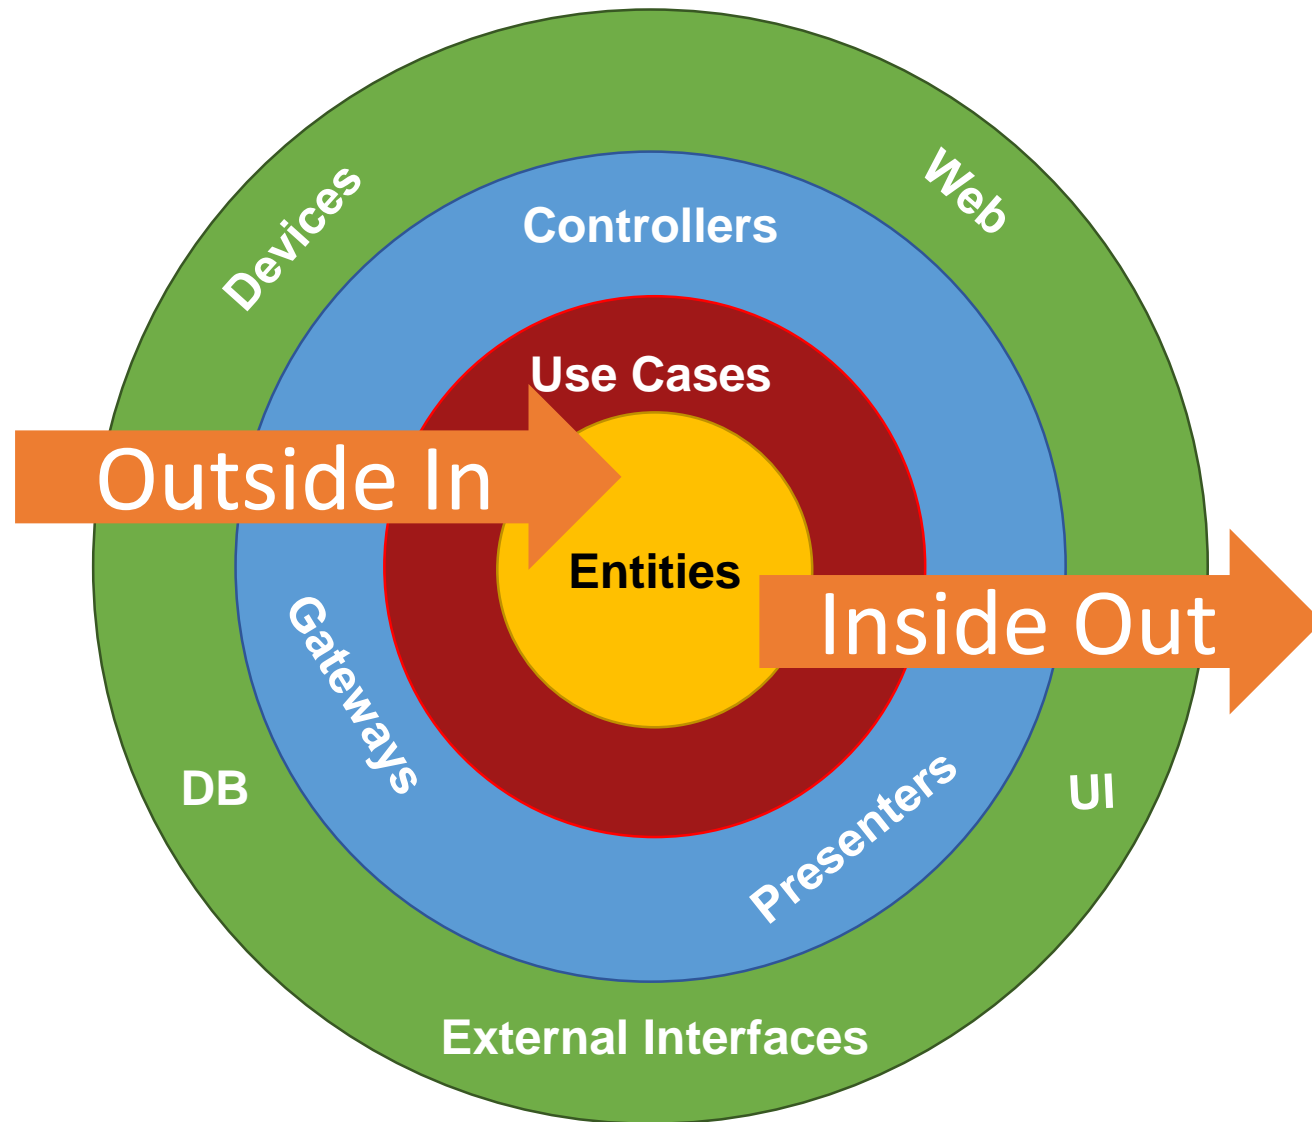 Devices
Web
Controllers
Use Cases
Outside In
Entities
Inside Out
Gateways
DB
Presenters
UI
External Interfaces